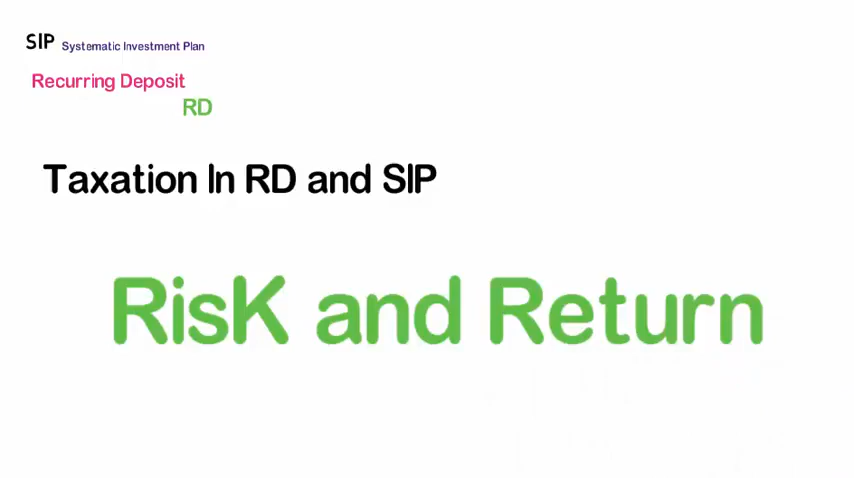 SIP Systematic Investment Plan
Recurring Deposit
RD
Taxation In RD and SIP
RisK and Return